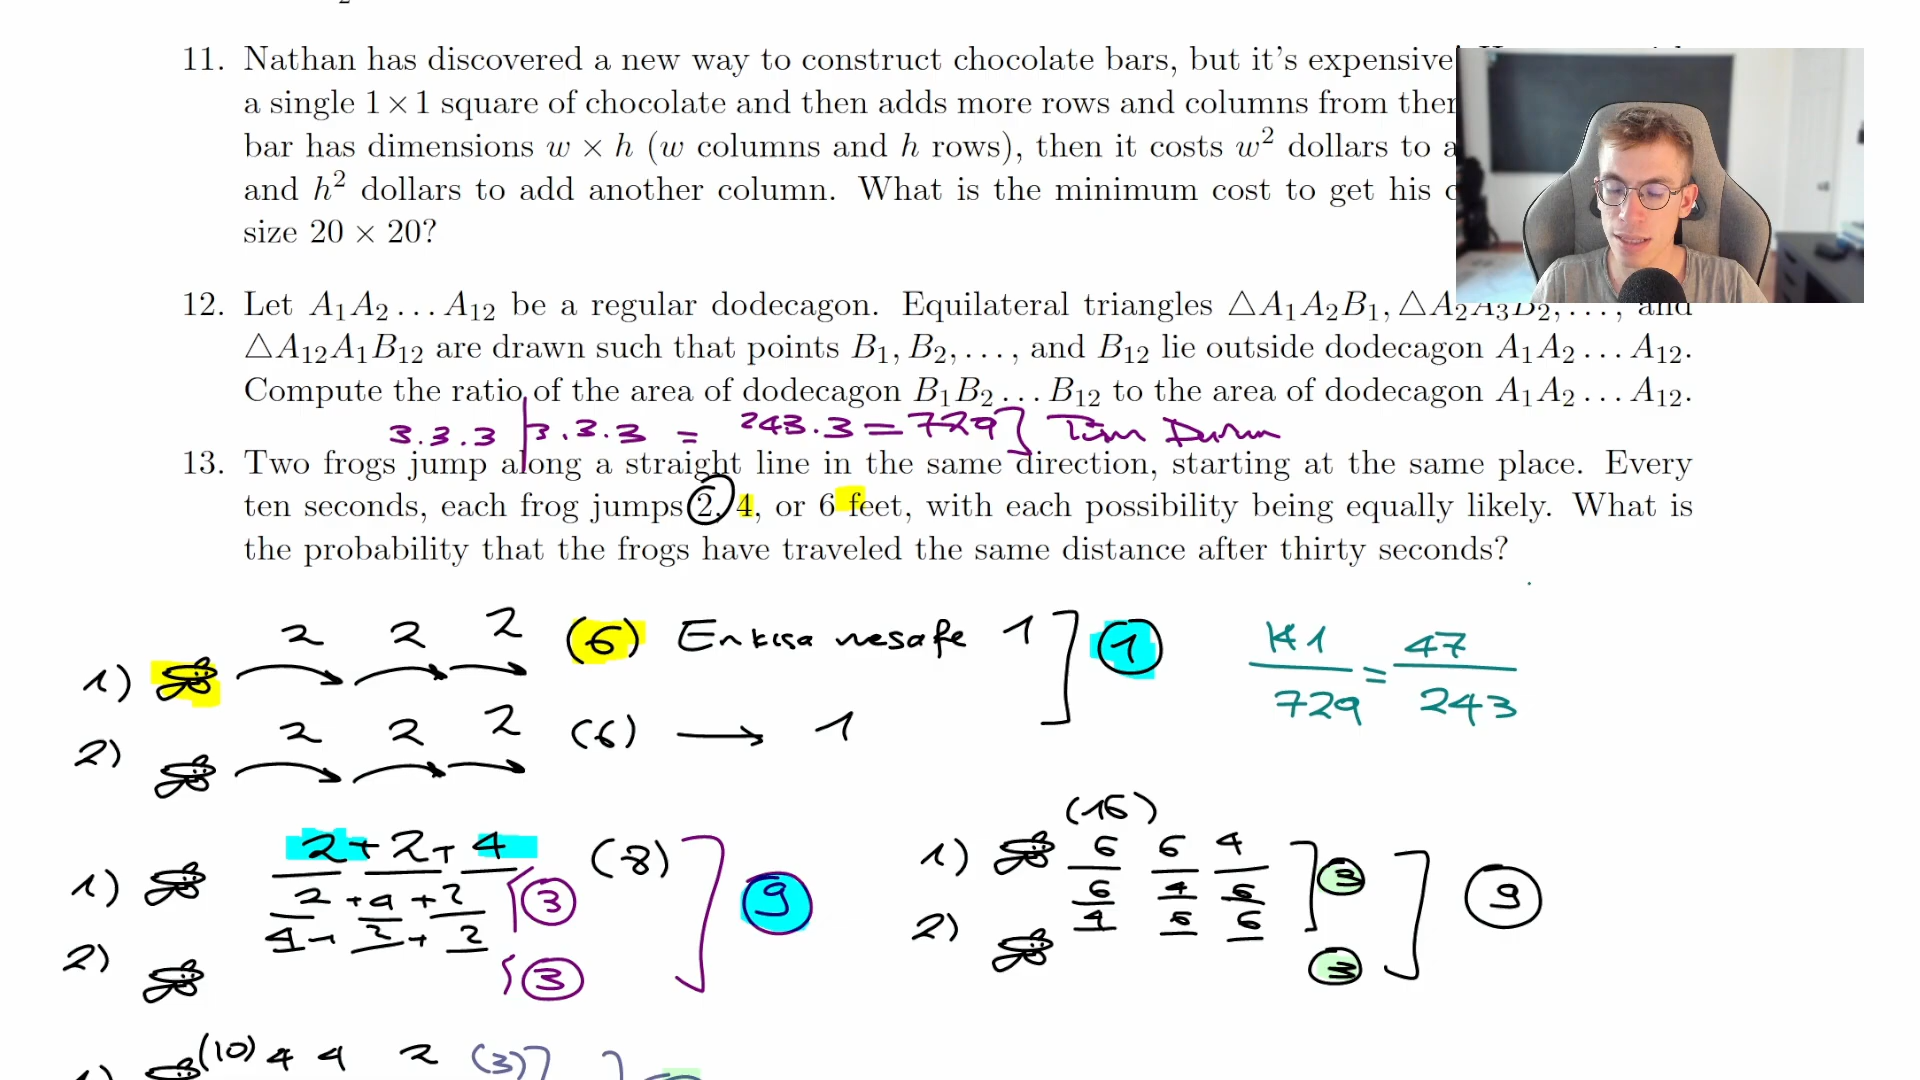 11. Nathan has discovered a new way to construct chocolate bars, but it's expensive
a single 1 × 1 square of chocolate and then adds more rows and columns from ther
bar has dimensions w × h (w columns and h rows), then it costs w² dollars to a
and h² dollars to add another column. What is the minimum cost to get his
size 20 × 20?
12. Let A₁A₂ … A₁₂ be a regular dodecagon. Equilateral triangles △A₁A₂B₁, △A₂A₃B₂, …, and
△A₁₂A₁B₁₂ are drawn such that points B₁, B₂, …, and B₁₂ lie outside dodecagon A₁A₂ … A₁₂.
Compute the ratio of the area of dodecagon B₁B₂ … B₁₂ to the area of dodecagon A₁A₂ … A₁₂.
3.3.3 | 3.3.3 = 243.3 = 729] Tüm Durum
13. Two frogs jump along a straight line in the same direction, starting at the same place. Every
ten seconds, each frog jumps 2, 4, or 6 feet, with each possibility being equally likely. What is
the probability that the frogs have traveled the same distance after thirty seconds?
1) 2 2 2 (6) En kısa mesafe 1 ] 1
141/729 = 47/243
2) 2 2 2 (6) → 1
1) 2+2+4 (8)
2+4+2 3
4+2+2
2) 3 ] 9
(16)
1) 6 6 4
6 4 6 3
2) 4 6 6
3 ] 9
(10) 4 4 2 (3)